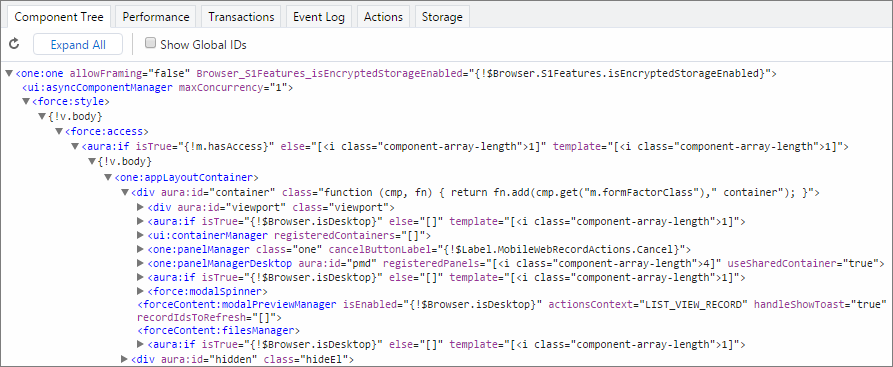 Component Tree Performance Transactions Event Log Actions Storage
Expand All Show Global IDs
<one:one allowFraming="false" Browser_S1Features_isEncryptedStorageEnabled="{!$Browser.S1Features.isEncryptedStorageEnabled}">
<ui:asyncComponentManager maxConcurrency="1">
<force:style>
{!v.body}
<force:access>
<aura:if isTrue="{!m.hasAccess}" else="[<i class="component-array-length">1]" template="[<i class="component-array-length">1]">
{!v.body}
<one:appLayoutContainer>
<div aura:id="container" class="function (cmp, fn) { return fn.add(cmp.get("m.formFactorClass")," container"); }">
<div aura:id="viewport" class="viewport">
<aura:if isTrue="{!$Browser.isDesktop}" else="[]" template="[<i class="component-array-length">1]">
<ui:containerManager registeredContainers="[]">
<one:panelManager class="one" cancelButtonLabel="{!$Label.MobileWebRecordActions.Cancel}">
<one:panelManagerDesktop aura:id="pmd" registeredPanels="[<i class="component-array-length">4]" useSharedContainer="true">
<aura:if isTrue="{!$Browser.isDesktop}" else="[]" template="[<i class="component-array-length">1]">
<force:modalSpinner>
<forceContent:modalPreviewManager isEnabled="{!$Browser.isDesktop}" actionsContext="LIST_VIEW_RECORD" handleShowToast="true"
recordIdsToRefresh="[]">
<forceContent:filesManager>
<aura:if isTrue="{!$Browser.isDesktop}" else="[]" template="[<i class="component-array-length">1]">
<div aura:id="hidden" class="hideEl">